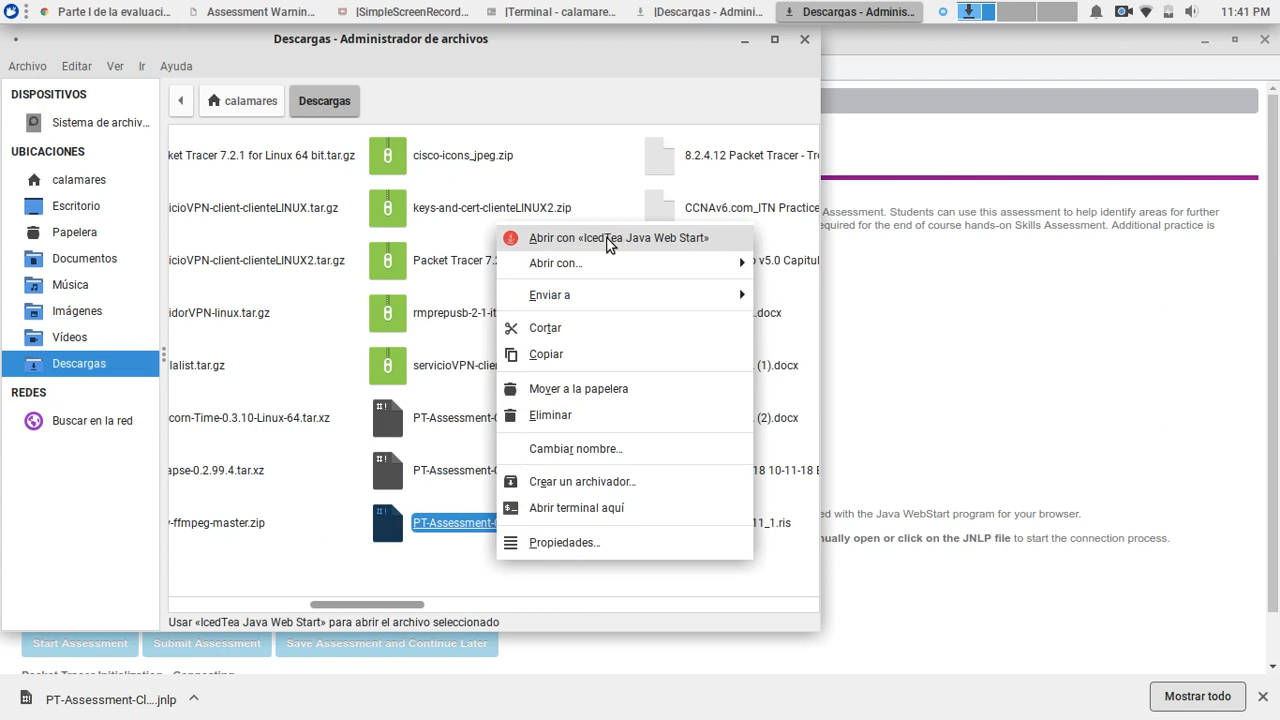 Parte I de la evaluaci...
Assessment Warnin...
|SimpleScreenReco...
|Terminal - calamare...
|Descargas - Admini...
Descargas - Adminis...
11:41 PM
Descargas - Administrador de archivos
Archivo Editar Ver Ir Ayuda
DISPOSITIVOS
Sistema de archiv...
UBICACIONES
calamares
Escritorio
Papelera
Documentos
Música
Imágenes
Vídeos
Descargas
REDES
Buscar en la red
calamares
Descargas
ket Tracer 7.2.1 for Linux 64 bit.tar.gz
icioVPN-client-clienteLINUX.tar.gz
icioVPN-client-clienteLINUX2.tar.gz
idorVPN-linux.tar.gz
ialist.tar.gz
corn-Time-0.3.10-Linux-64.tar.xz
apse-0.2.99.4.tar.xz
-ffmpeg-master.zip
cisco-icons_jpeg.zip
keys-and-cert-clienteLINUX2.zip
Packet Tracer 7.2
rmprepusb-2-1-it
servicioVPN-clie
PT-Assessment-
PT-Assessment-
PT-Assessment-
8.2.4.12 Packet Tracer - Tr
CCNAv6.com_ITN Practice
v5.0 Capitul
.docx
(1).docx
(2).docx
18 10-11-18
11_1.ris
Abrir con «IcedTea Java Web Start»
Abrir con...
Enviar a
Cortar
Copiar
Mover a la papelera
Eliminar
Cambiar nombre...
Crear un archivador...
Abrir terminal aquí
Propiedades...
Usar «IcedTea Java Web Start» para abrir el archivo seleccionado
Assessment. Students can use this assessment to help identify areas for further
quired for the end of course hands-on Skills Assessment. Additional practice is
ed with the Java WebStart program for your browser.
nually open or click on the JNLP file to start the connection process.
Start Assessment
Submit Assessment
Save Assessment and Continue Later
Packet Tracer Initialization - Connecting
PT-Assessment-Cl....jnlp
Mostrar todo